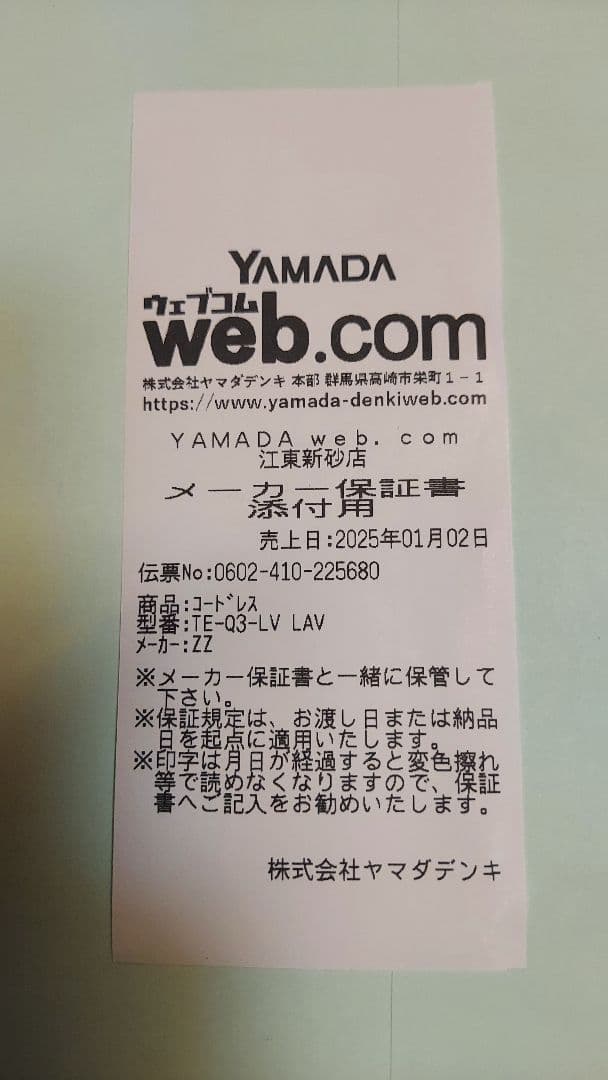 YAMADA
ウェブコム
web.com
株式会社ヤマダデンキ 本部 群馬県高崎市栄町1-1
https://www.yamada-denkiweb.com
YAMADA web. com
江東新砂店
メーカー保証書
添付用
売上日:2025年01月02日
伝票No:0602-410-225680
商品:ｺｰﾄﾞﾚｽ
型番:TE-Q3-LV LAV
ﾒｰｶｰ:ZZ
※メーカー保証書と一緒に保管して
下さい。
※保証規定は、お渡し日または納品
日を起点に適用いたします。
※印字は月日が経過すると変色擦れ
等で読めなくなりますので、保証
書へご記入をお勧めいたします。
株式会社ヤマダデンキ